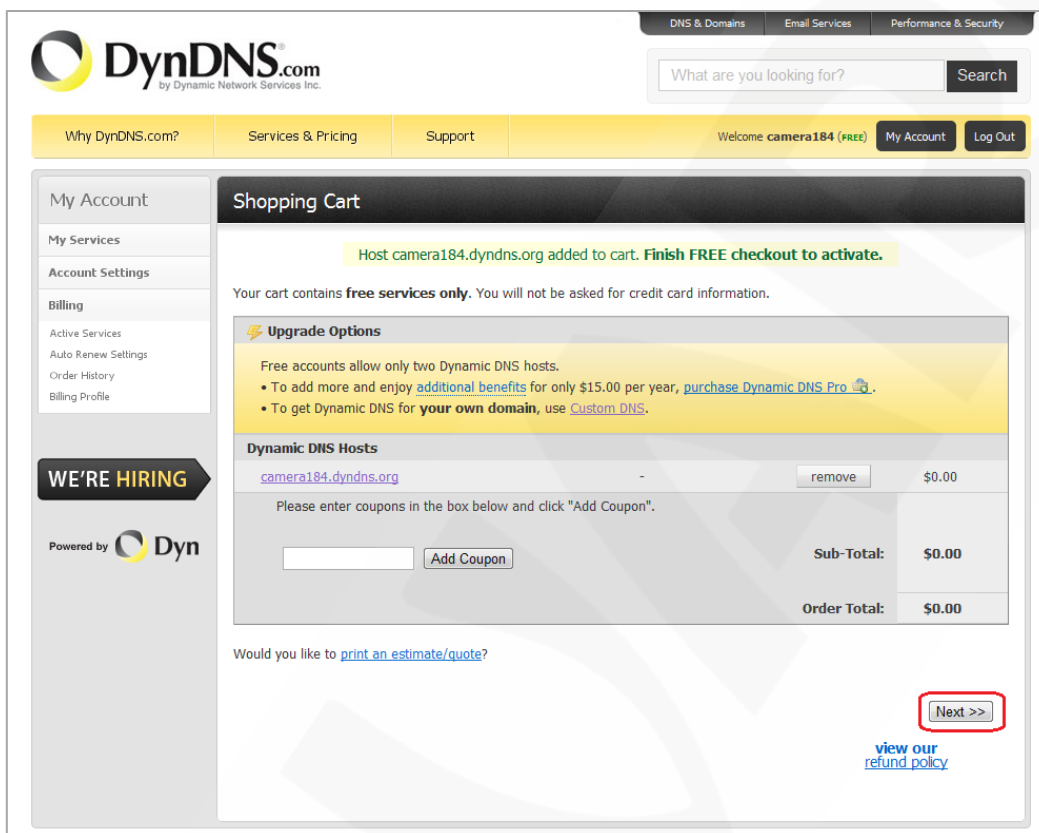 DNS & Domains Email Services Performance & Security
DynDNS.com
by Dynamic Network Services Inc.
What are you looking for? Search
Why DynDNS.com? Services & Pricing Support Welcome camera184 (FREE) My Account Log Out
My Account
My Services
Account Settings
Billing
Active Services
Auto Renew Settings
Order History
Billing Profile
WE'RE HIRING
Powered by Dyn
Shopping Cart
Host camera184.dyndns.org added to cart. Finish FREE checkout to activate.
Your cart contains free services only. You will not be asked for credit card information.
Upgrade Options
Free accounts allow only two Dynamic DNS hosts.
• To add more and enjoy additional benefits for only $15.00 per year, purchase Dynamic DNS Pro .
• To get Dynamic DNS for your own domain, use Custom DNS.
Dynamic DNS Hosts
camera184.dyndns.org - remove $0.00
Please enter coupons in the box below and click "Add Coupon".
Add Coupon Sub-Total: $0.00
Order Total: $0.00
Would you like to print an estimate/quote?
Next >>
view our
refund policy